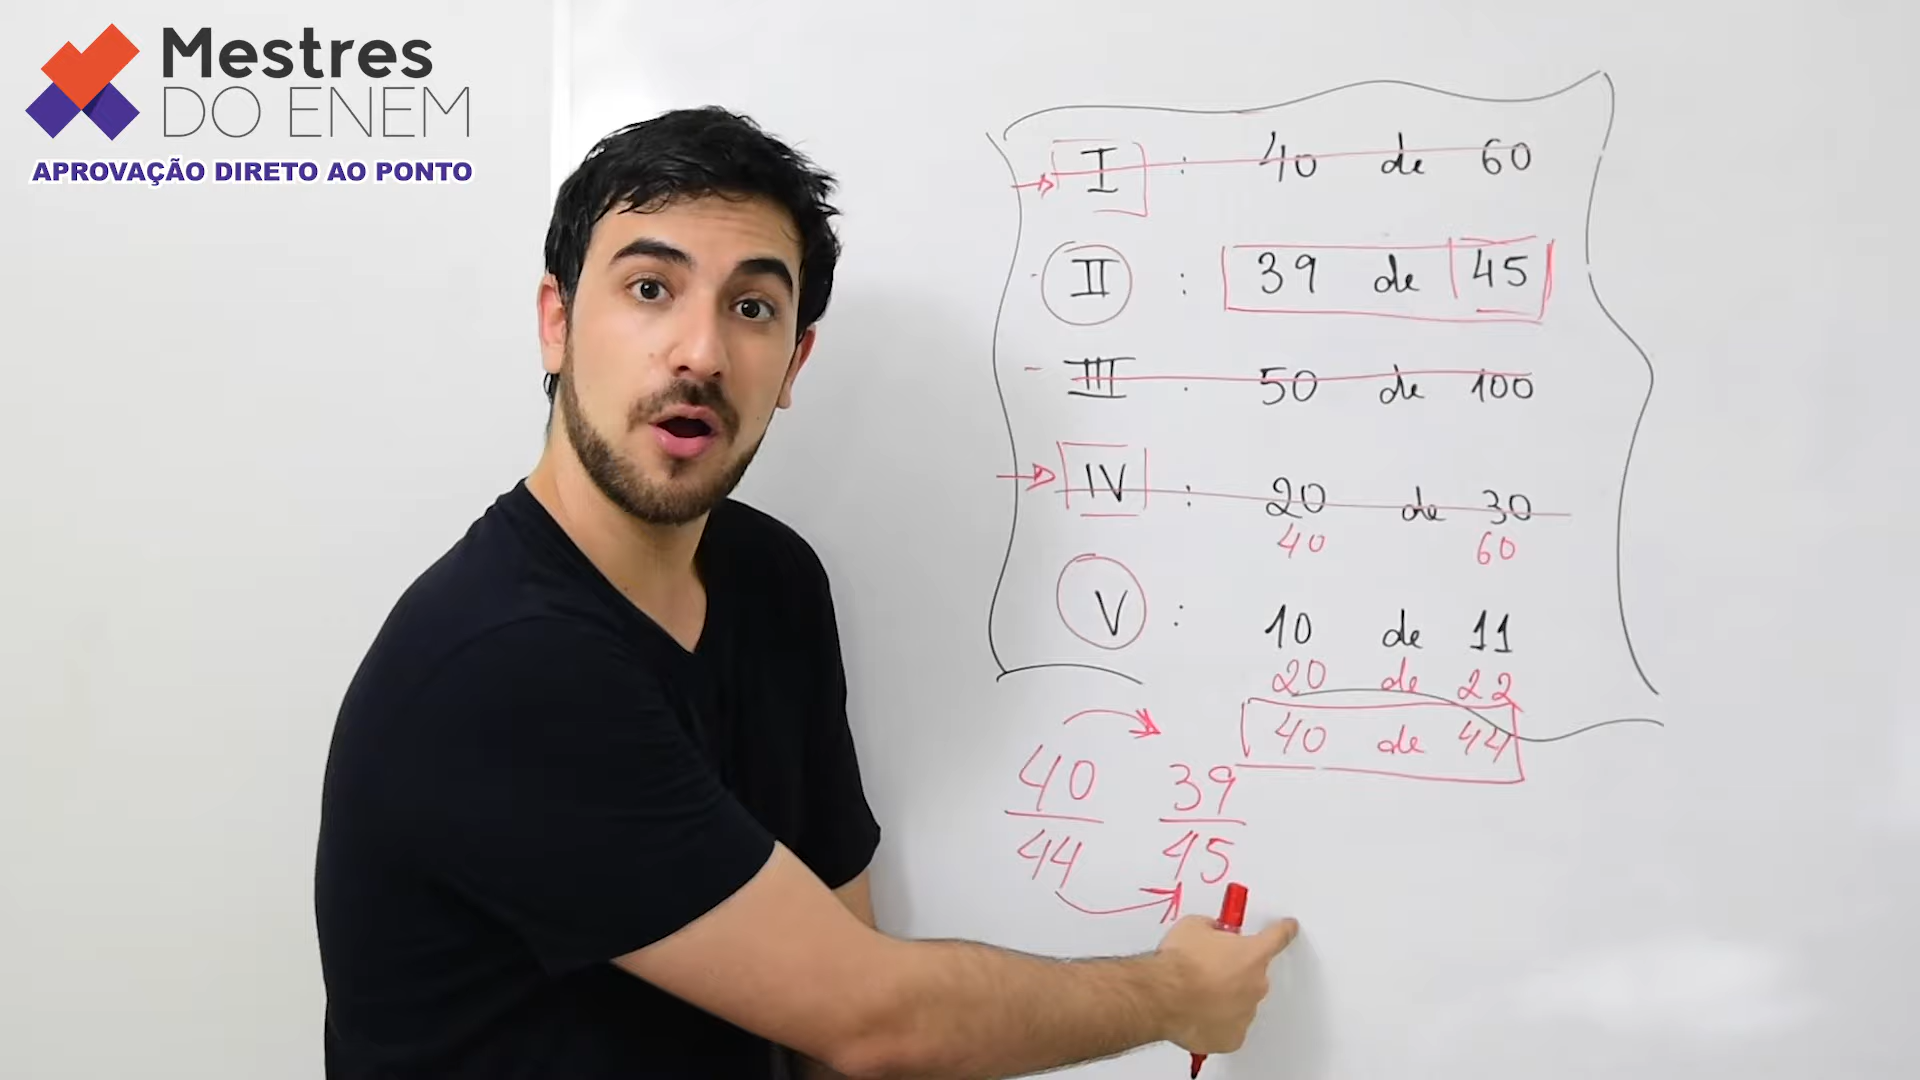 Mestres
DO ENEM
APROVAÇÃO DIRETO AO PONTO
I : 40 de 60
II : 39 de 45
III : 50 de 100
IV : 20 de 30
40 60
V : 10 de 11
20 de 22
40 de 44
40 39
44 45